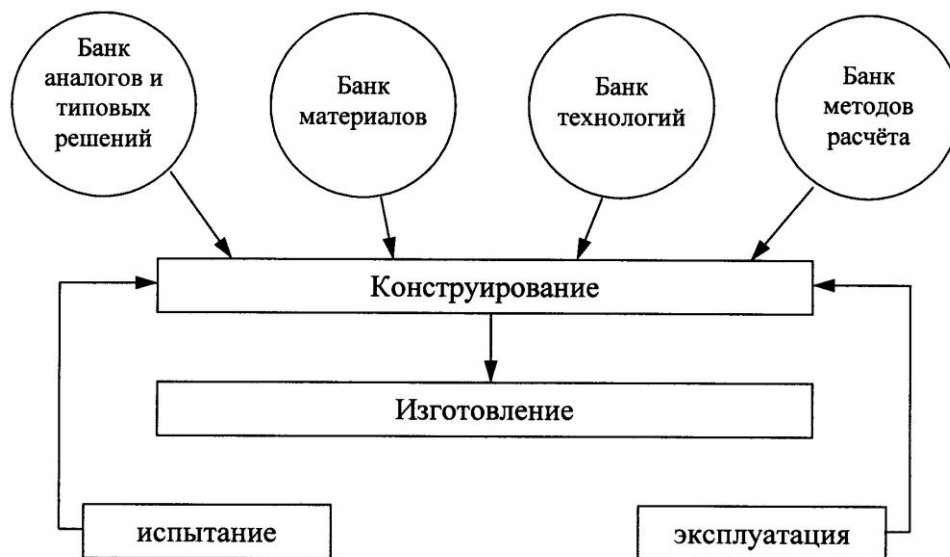 Банк
аналогов и
типовых
решений
Банк
материалов
Банк
технологий
Банк
методов
расчёта
Конструирование
Изготовление
испытание
эксплуатация